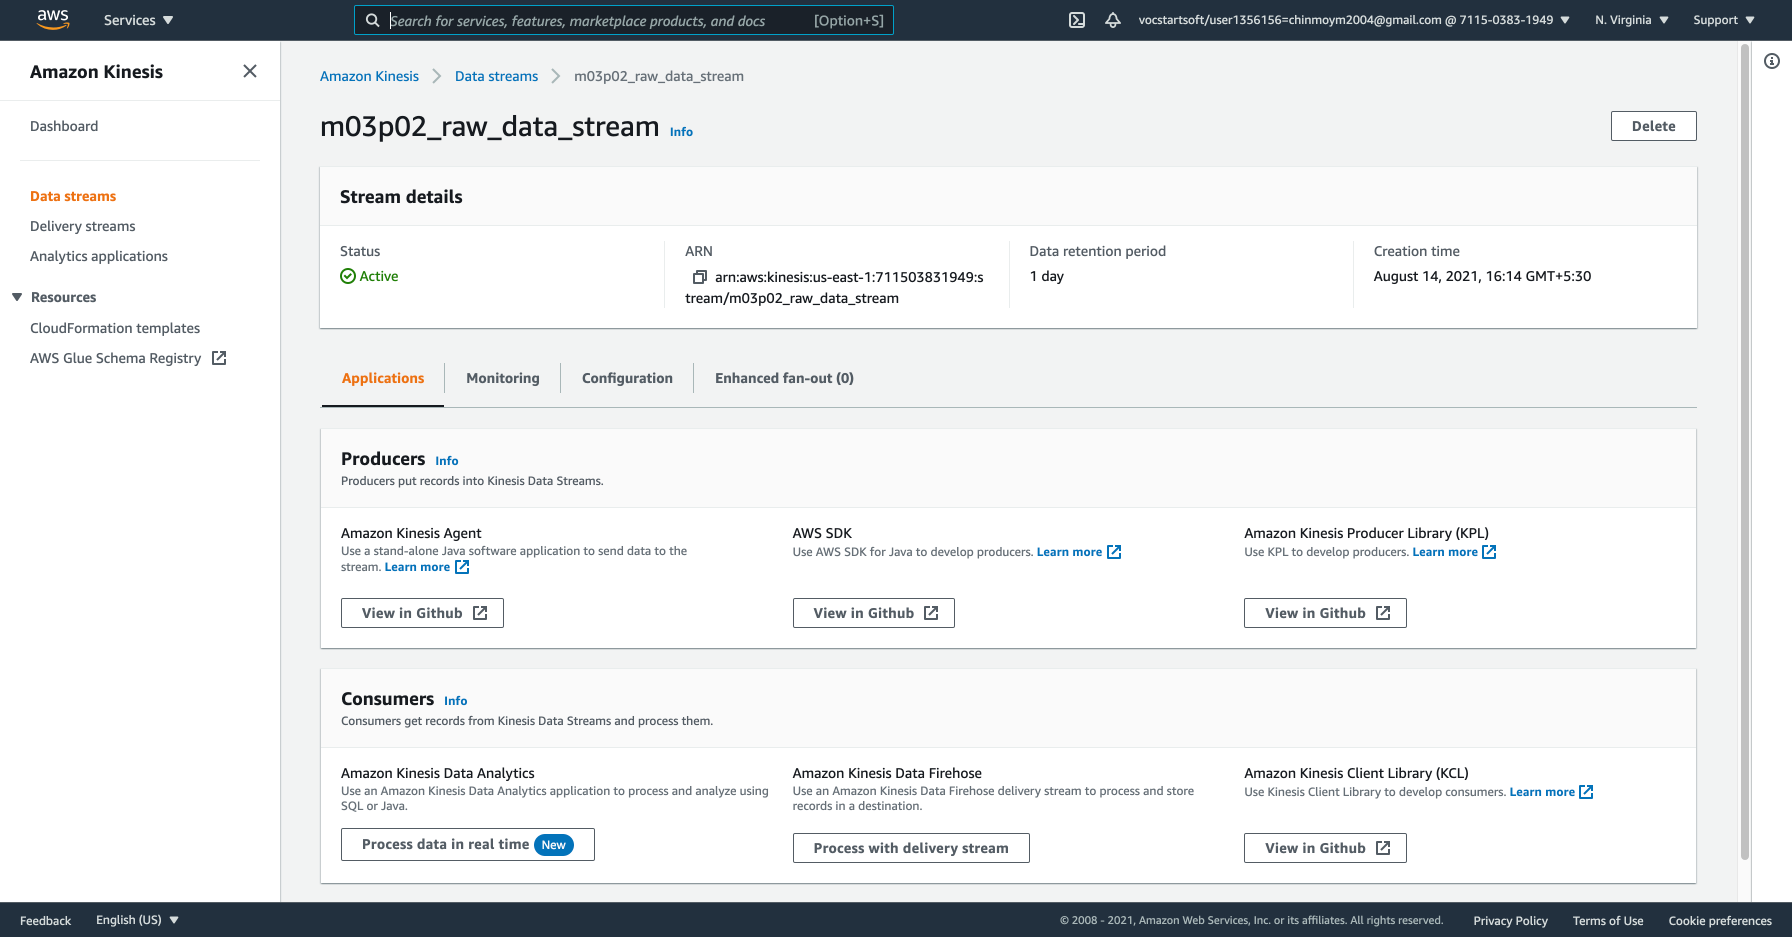 aws Services Search for services, features, marketplace products, and docs [Option+S] vocstartsoft/user1356156=chinmoym2004@gmail.com @ 7115-0383-1949 N. Virginia Support
Amazon Kinesis
Dashboard
Data streams
Delivery streams
Analytics applications
Resources
CloudFormation templates
AWS Glue Schema Registry
Amazon Kinesis Data streams m03p02_raw_data_stream
m03p02_raw_data_stream Info
Delete
Stream details
Status
Active
ARN
arn:aws:kinesis:us-east-1:711503831949:s
tream/m03p02_raw_data_stream
Data retention period
1 day
Creation time
August 14, 2021, 16:14 GMT+5:30
Applications Monitoring Configuration Enhanced fan-out (0)
Producers Info
Producers put records into Kinesis Data Streams.
Amazon Kinesis Agent
Use a stand-alone Java software application to send data to the
stream. Learn more
View in Github
AWS SDK
Use AWS SDK for Java to develop producers. Learn more
View in Github
Amazon Kinesis Producer Library (KPL)
Use KPL to develop producers. Learn more
View in Github
Consumers Info
Consumers get records from Kinesis Data Streams and process them.
Amazon Kinesis Data Analytics
Use an Amazon Kinesis Data Analytics application to process and analyze using
SQL or Java.
Process data in real time New
Amazon Kinesis Data Firehose
Use an Amazon Kinesis Data Firehose delivery stream to process and store
records in a destination.
Process with delivery stream
Amazon Kinesis Client Library (KCL)
Use Kinesis Client Library to develop consumers. Learn more
View in Github
Feedback English (US) © 2008 - 2021, Amazon Web Services, Inc. or its affiliates. All rights reserved. Privacy Policy Terms of Use Cookie preferences